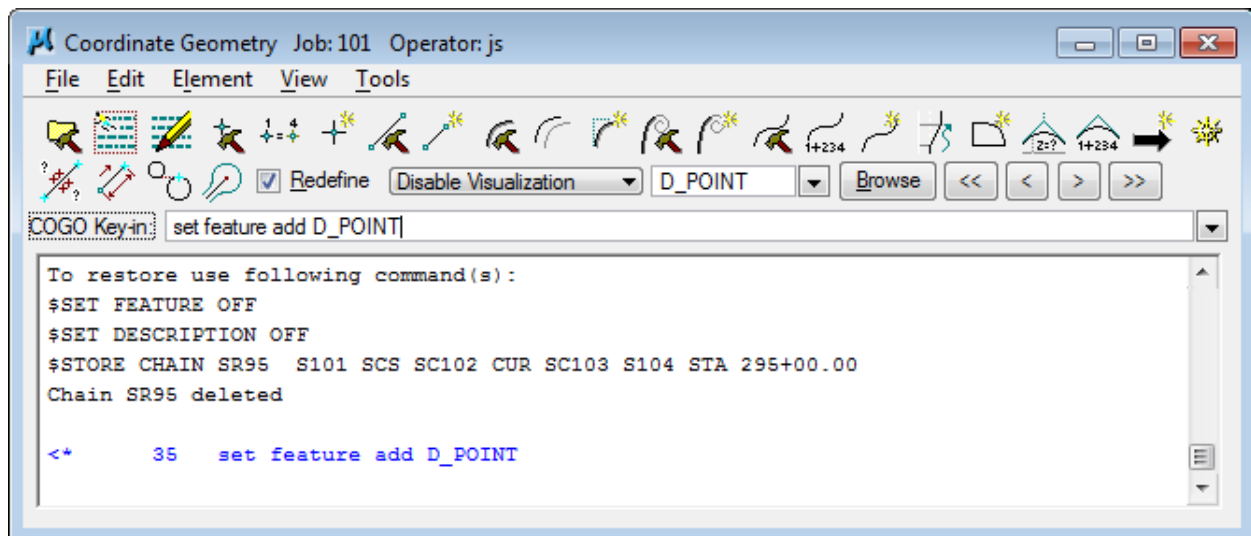 Coordinate Geometry Job: 101 Operator: js
File Edit Element View Tools
1 4
1+234 Z=? 1+234
? ? Redefine Disable Visualization D_POINT Browse << < > >>
COGO Key-in: set feature add D_POINT
To restore use following command(s):
$SET FEATURE OFF
$SET DESCRIPTION OFF
$STORE CHAIN SR95 S101 SCS SC102 CUR SC103 S104 STA 295+00.00
Chain SR95 deleted
<* 35 set feature add D_POINT